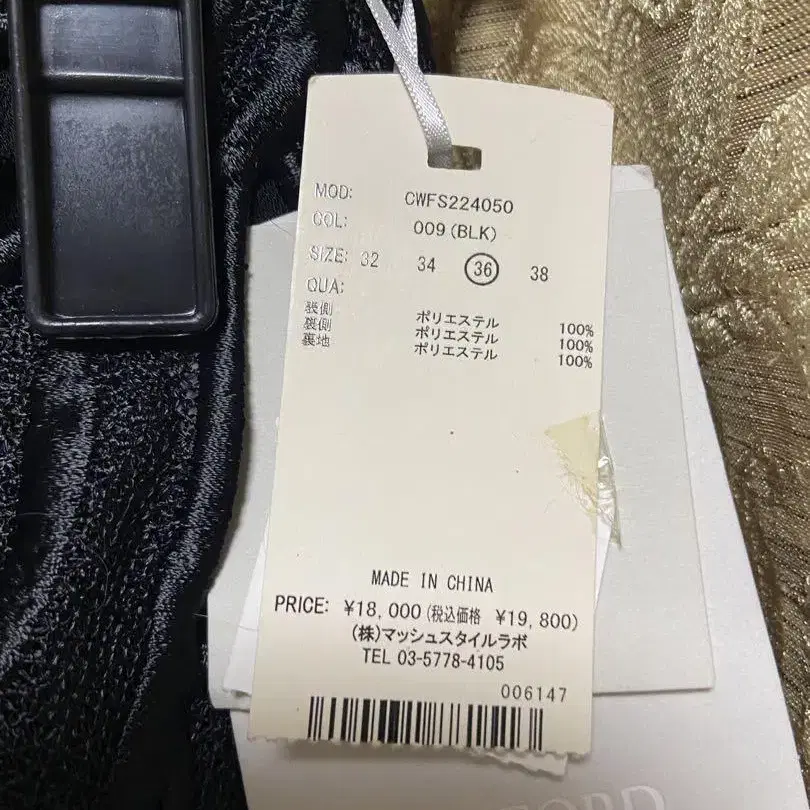 MOD: CWFS224050
COL: 009(BLK)
SIZE: 32 34 36 38
QUA:
表側 ポリエステル 100%
裏側 ポリエステル 100%
裏地 ポリエステル 100%
MADE IN CHINA
PRICE: ¥18,000(税込価格 ¥19,800)
(株)マッシュスタイルラボ
TEL 03-5778-4105
006147